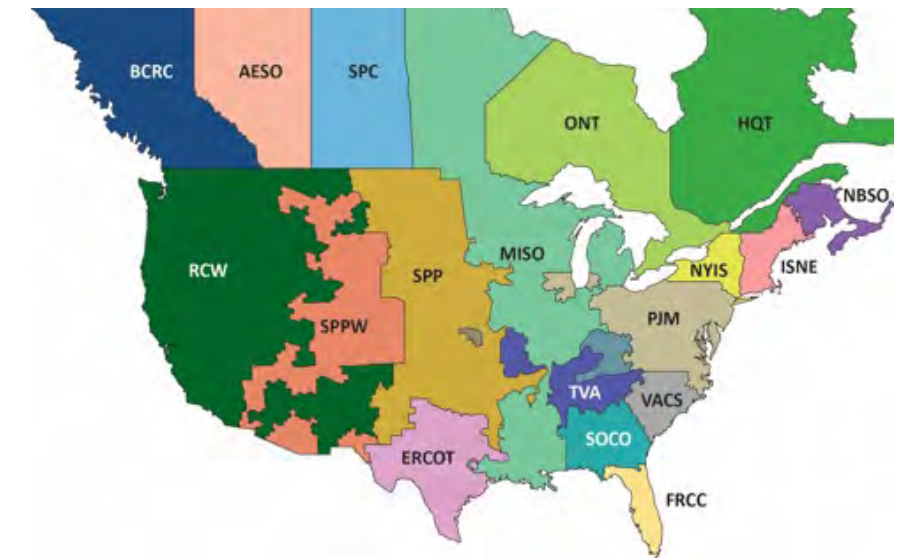 BCRC
AESO
SPC
ONT
HQT
NBSO
RCW
MISO
SPP
NYIS
ISNE
SPPW
PJM
TVA
VACS
SOCO
ERCOT
FRCC